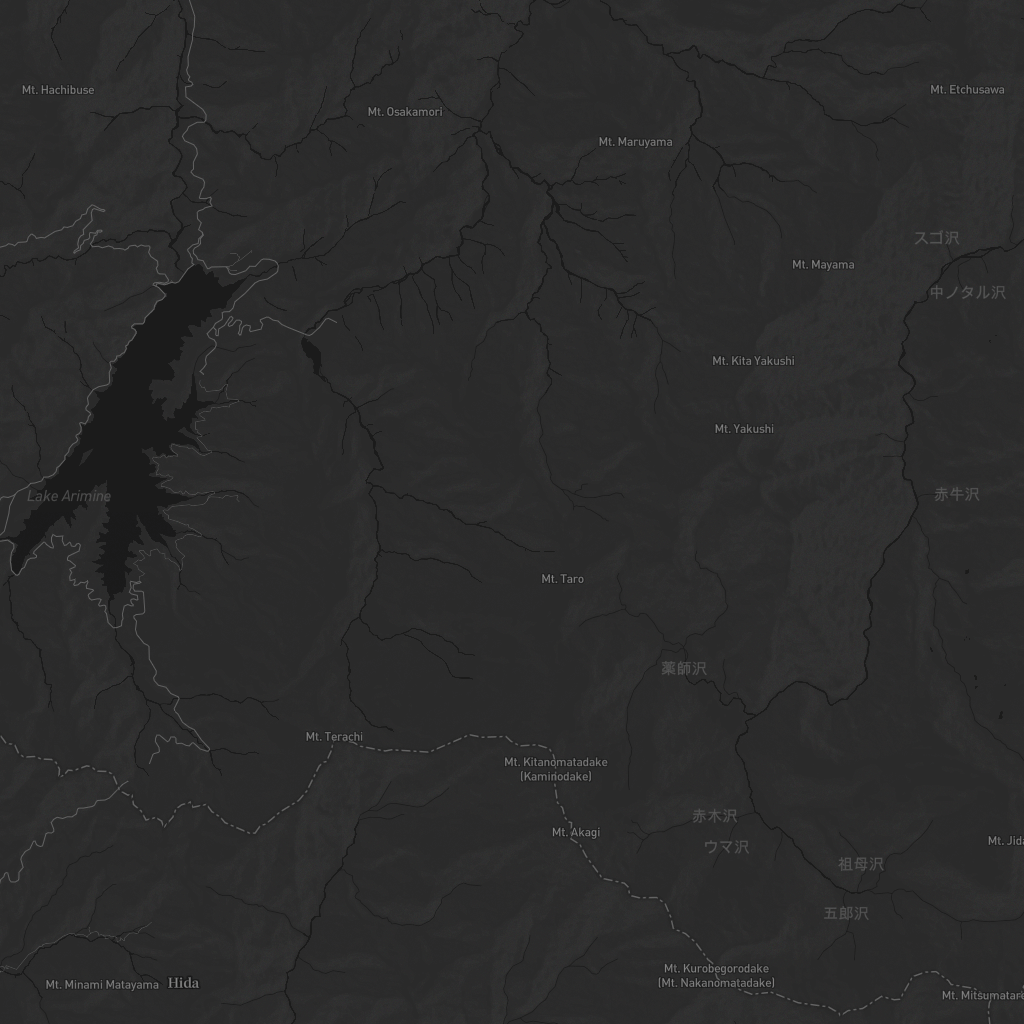 Mt. Hachibuse
Mt. Etchusawa
Mt. Osakamori
Mt. Maruyama
スゴ沢
Mt. Mayama
中ノタル沢
Mt. Kita Yakushi
Mt. Yakushi
Lake Arimine
赤牛沢
Mt. Taro
薬師沢
Mt. Terachi
Mt. Kitanomatadake
(Kaminodake)
赤木沢
Mt. Akagi
Mt. Jida
ウマ沢
祖母沢
五郎沢
Mt. Kurobegorodake
(Mt. Nakanomatadake)
Mt. Minami Matayama
Hida
Mt. Mitsumatare